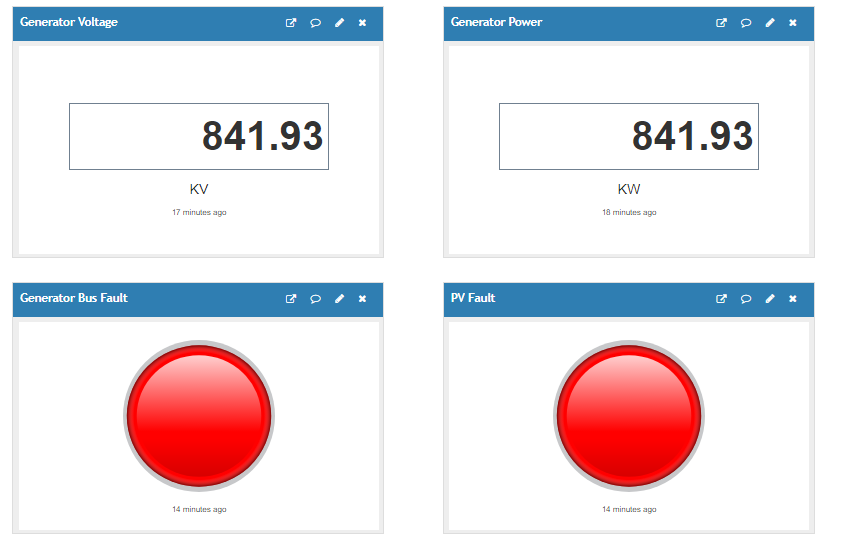 Generator Voltage
841.93
KV
17 minutes ago
Generator Power
841.93
KW
18 minutes ago
Generator Bus Fault
14 minutes ago
PV Fault
14 minutes ago